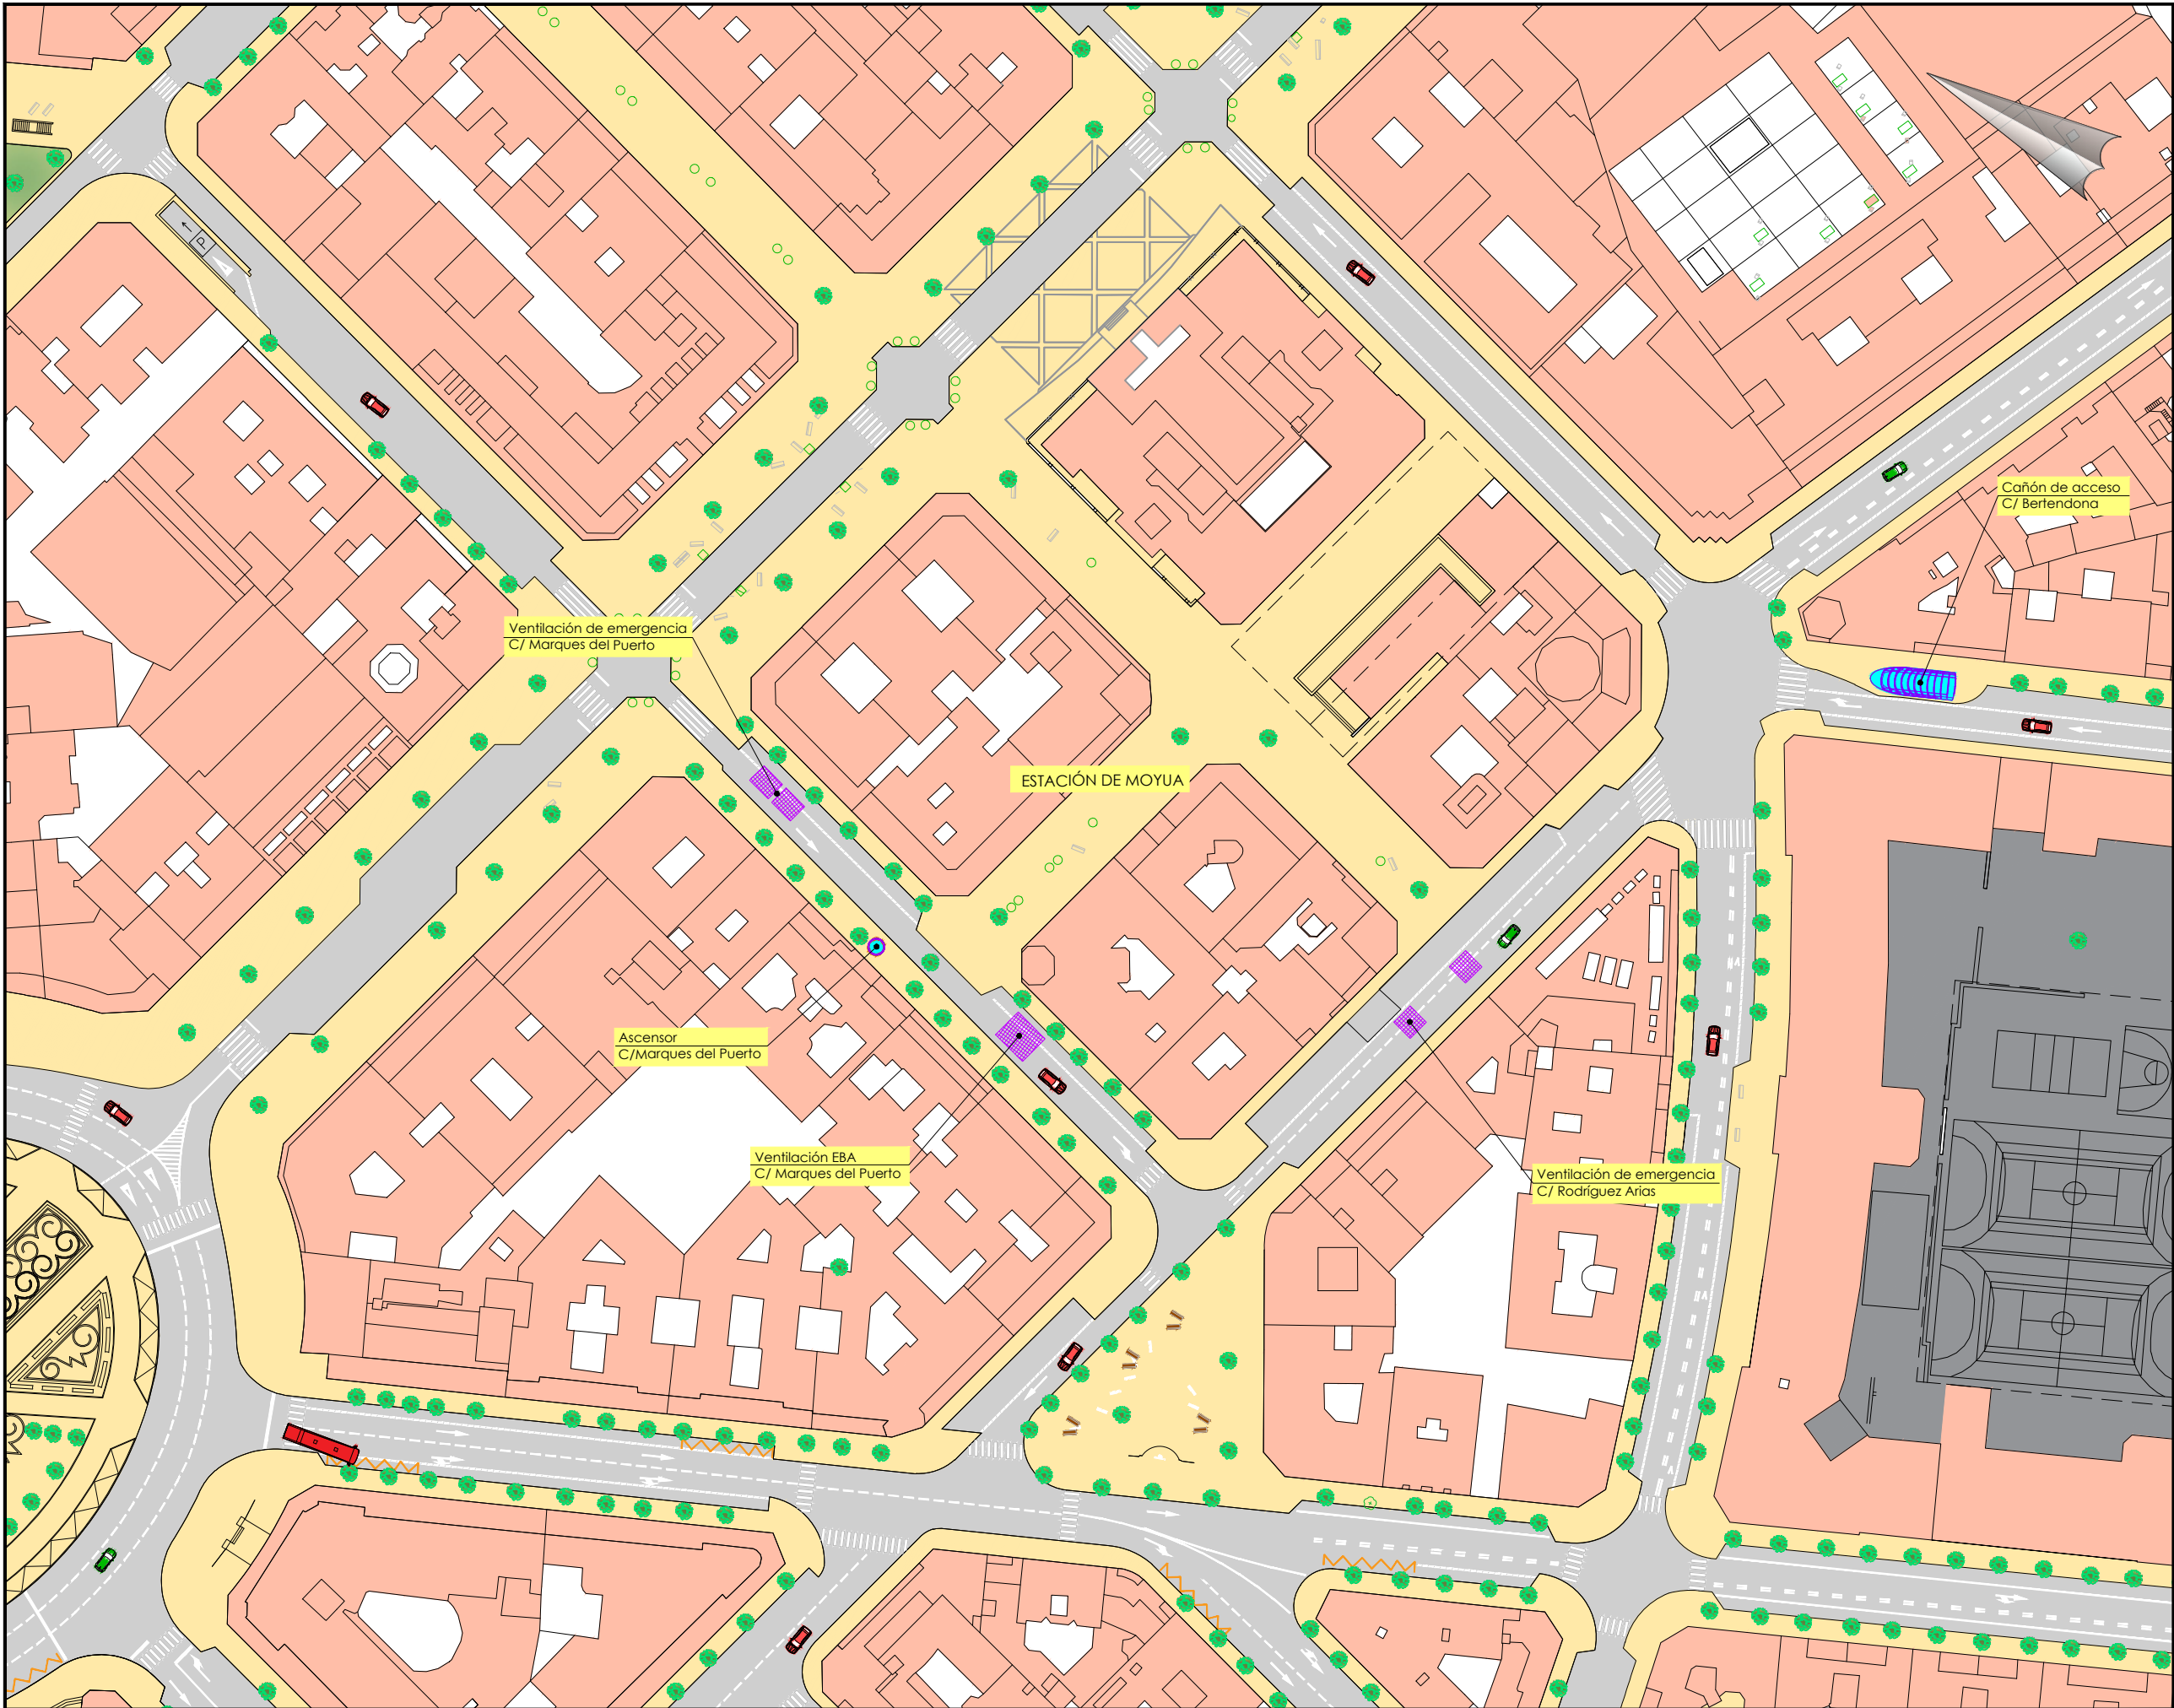 P
Cañón de acceso
C/ Bertendona
Ventilación de emergencia
C/ Marques del Puerto
ESTACIÓN DE MOYUA
Ascensor
C/Marques del Puerto
Ventilación EBA
C/ Marques del Puerto
Ventilación de emergencia
C/ Rodríguez Arias